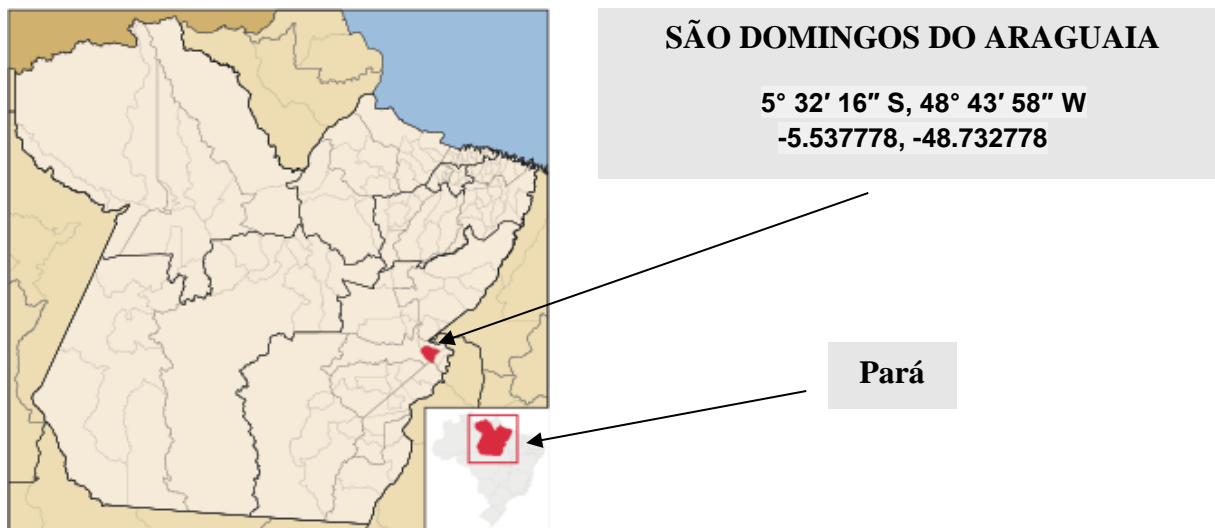 SÃO DOMINGOS DO ARAGUAIA
5° 32′ 16″ S, 48° 43′ 58″ W
-5.537778, -48.732778
Pará